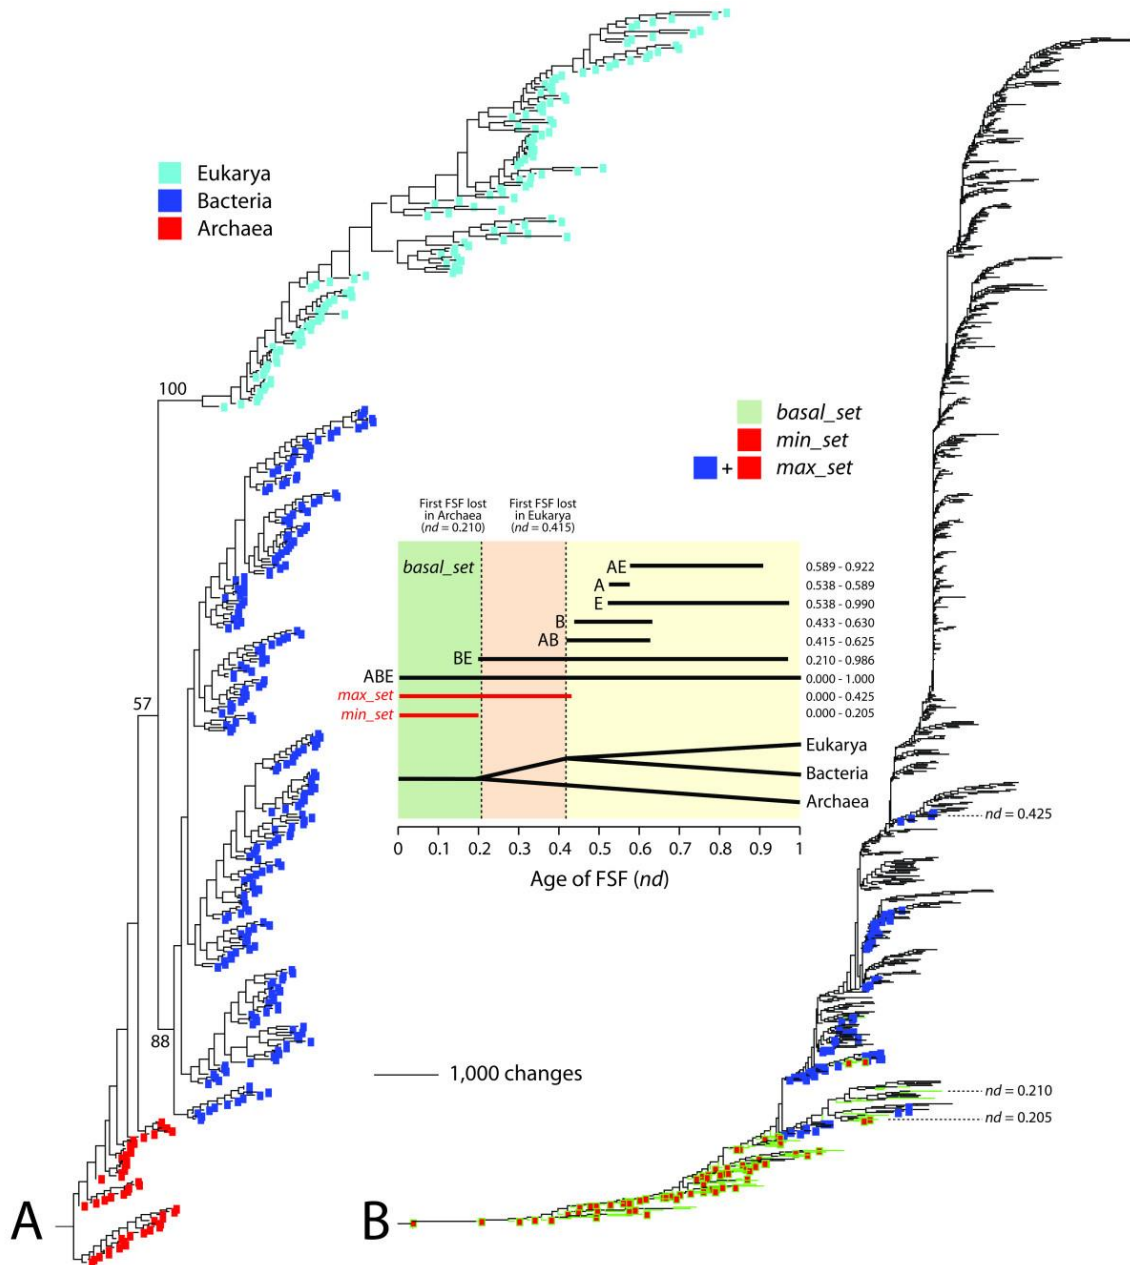 Eukarya
Bacteria
Archaea
100
57
88
basal_set
min_set
+ max_set
First FSF lost
in Archaea
(nd = 0.210)
First FSF lost
in Eukarya
(nd = 0.415)
basal_set
AE 0.589 - 0.922
A 0.538 - 0.589
E 0.538 - 0.990
B 0.433 - 0.630
AB 0.415 - 0.625
BE 0.210 - 0.986
ABE 0.000 - 1.000
max_set 0.000 - 0.425
min_set 0.000 - 0.205
Eukarya
Bacteria
Archaea
0 0.1 0.2 0.3 0.4 0.5 0.6 0.7 0.8 0.9 1
Age of FSF (nd)
nd = 0.425
1,000 changes
nd = 0.210
nd = 0.205
A
B